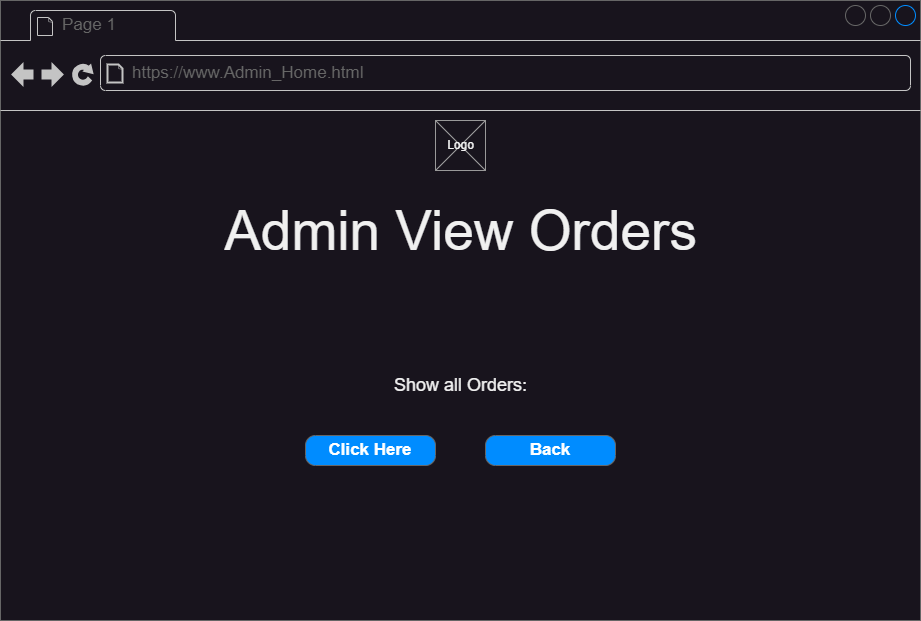 Page 1
https://www.Admin_Home.html
Logo
Admin View Orders
Show all Orders:
Click Here
Back